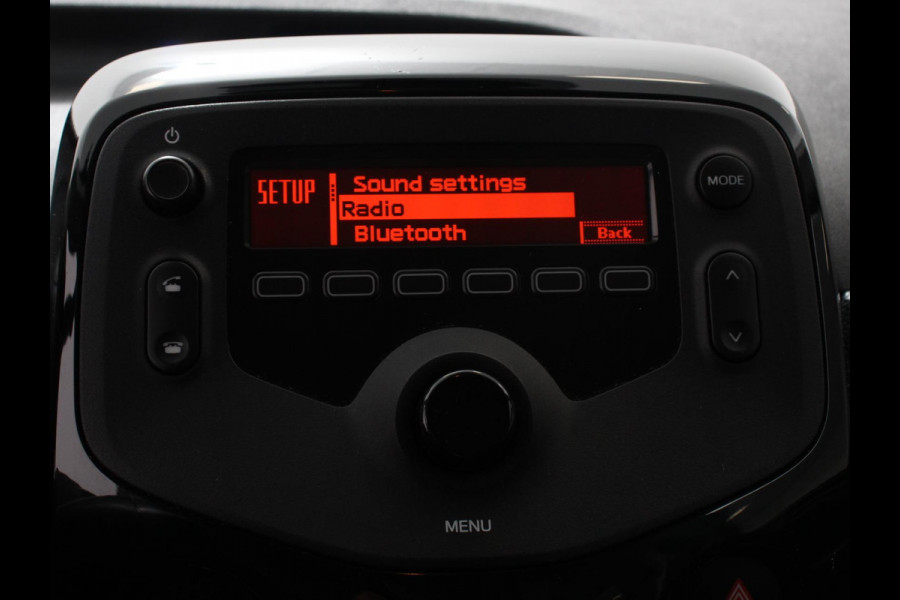 SETUP
Sound settings
Radio
Bluetooth
Back
MODE
MENU